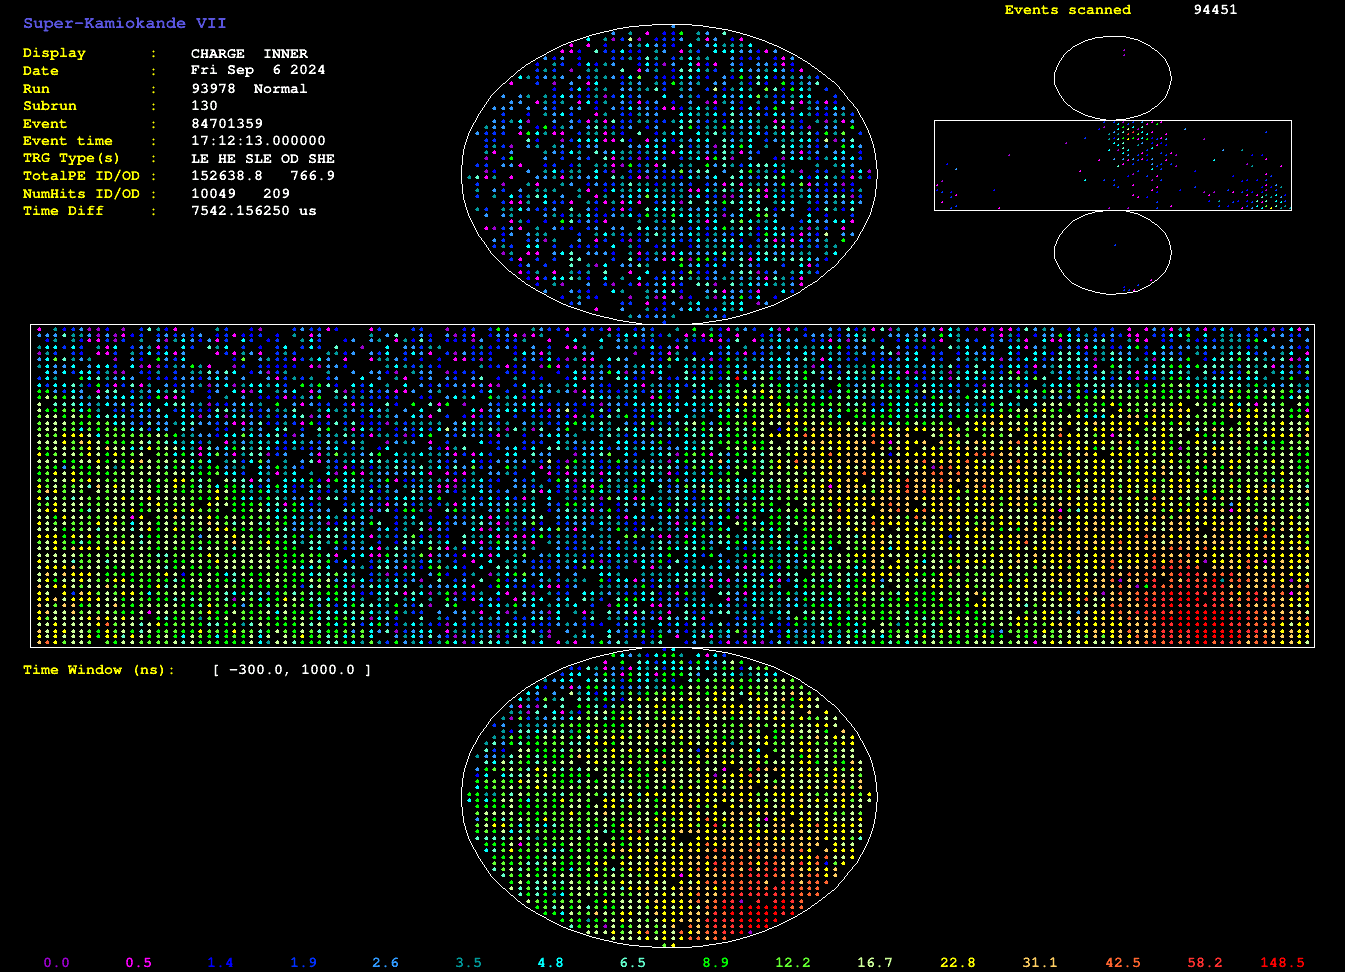 Super-Kamiokande VII
Events scanned 94451
Display : CHARGE INNER
Date : Fri Sep 6 2024
Run : 93978 Normal
Subrun : 130
Event : 84701359
Event time : 17:12:13.000000
TRG Type(s) : LE HE SLE OD SHE
TotalPE ID/OD : 152638.8 766.9
NumHits ID/OD : 10049 209
Time Diff : 7542.156250 us
Time Window (ns): [ -300.0, 1000.0 ]
0.0 0.5 1.4 1.9 2.6 3.5 4.8 6.5 8.9 12.2 16.7 22.8 31.1 42.5 58.2 148.5